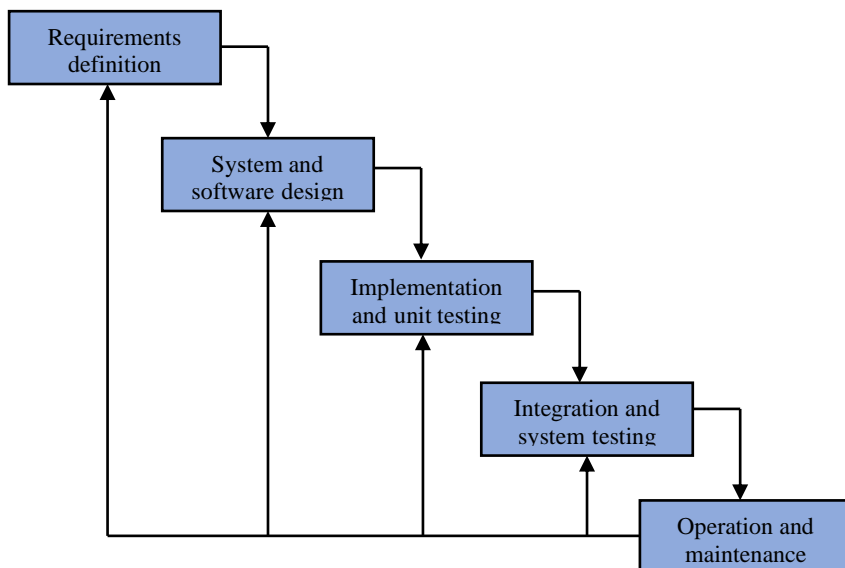 Requirements
definition
System and
software design
Implementation
and unit testing
Integration and
system testing
Operation and
maintenance